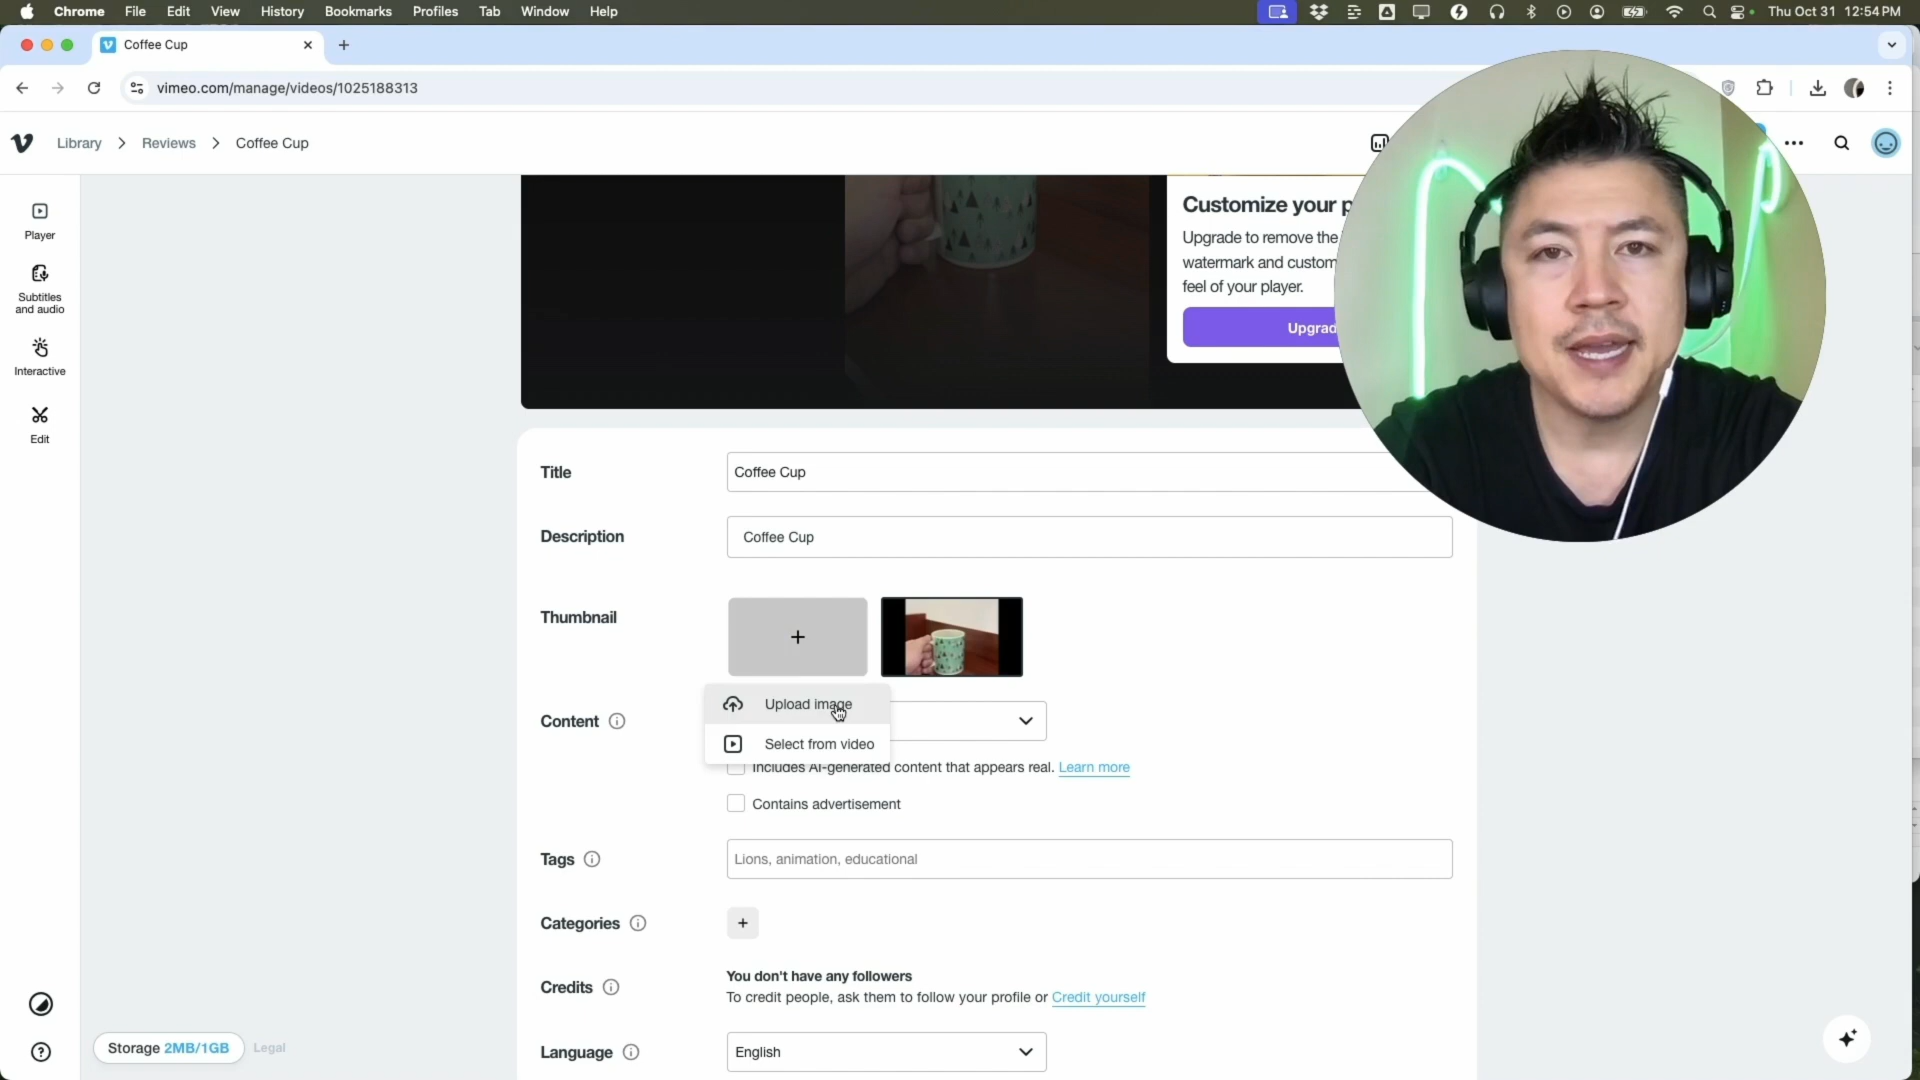 Chrome File Edit View History Bookmarks Profiles Tab Window Help Thu Oct 31 12:54 PM
Coffee Cup
vimeo.com/manage/videos/1025188313
Library Reviews Coffee Cup
Player
Subtitles
and audio
Interactive
Edit
Customize your
Upgrade to remove the
watermark and custom
feel of your player.
Upgrad
Title
Coffee Cup
Description
Coffee Cup
Thumbnail
Upload image
Content
Select from video
Includes AI-generated content that appears real. Learn more
Contains advertisement
Tags
Lions, animation, educational
Categories
Credits
You don't have any followers
To credit people, ask them to follow your profile or Credit yourself
Storage 2MB/1GB Legal
Language
English